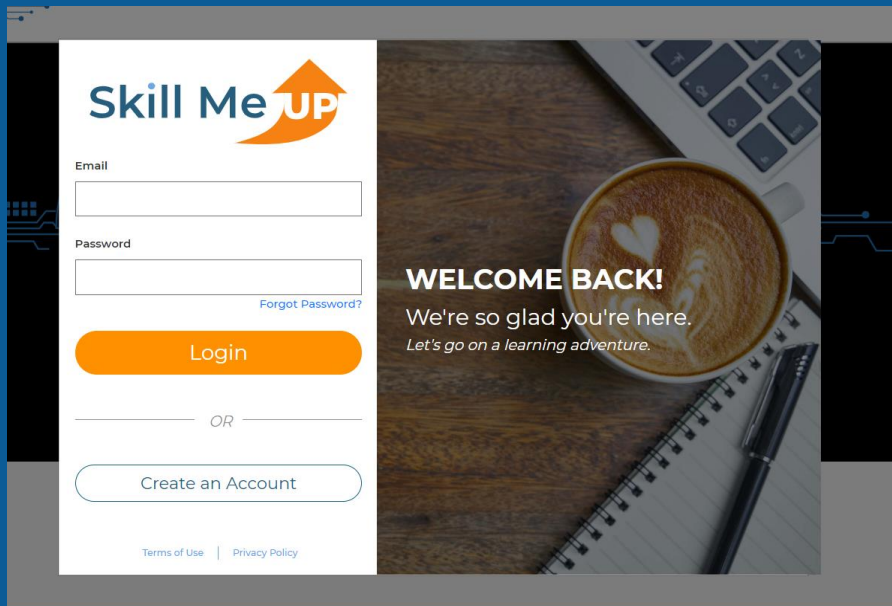 Skill Me UP
Email
Password
Forgot Password?
Login
OR
Create an Account
Terms of Use | Privacy Policy
WELCOME BACK!
We're so glad you're here.
Let's go on a learning adventure.